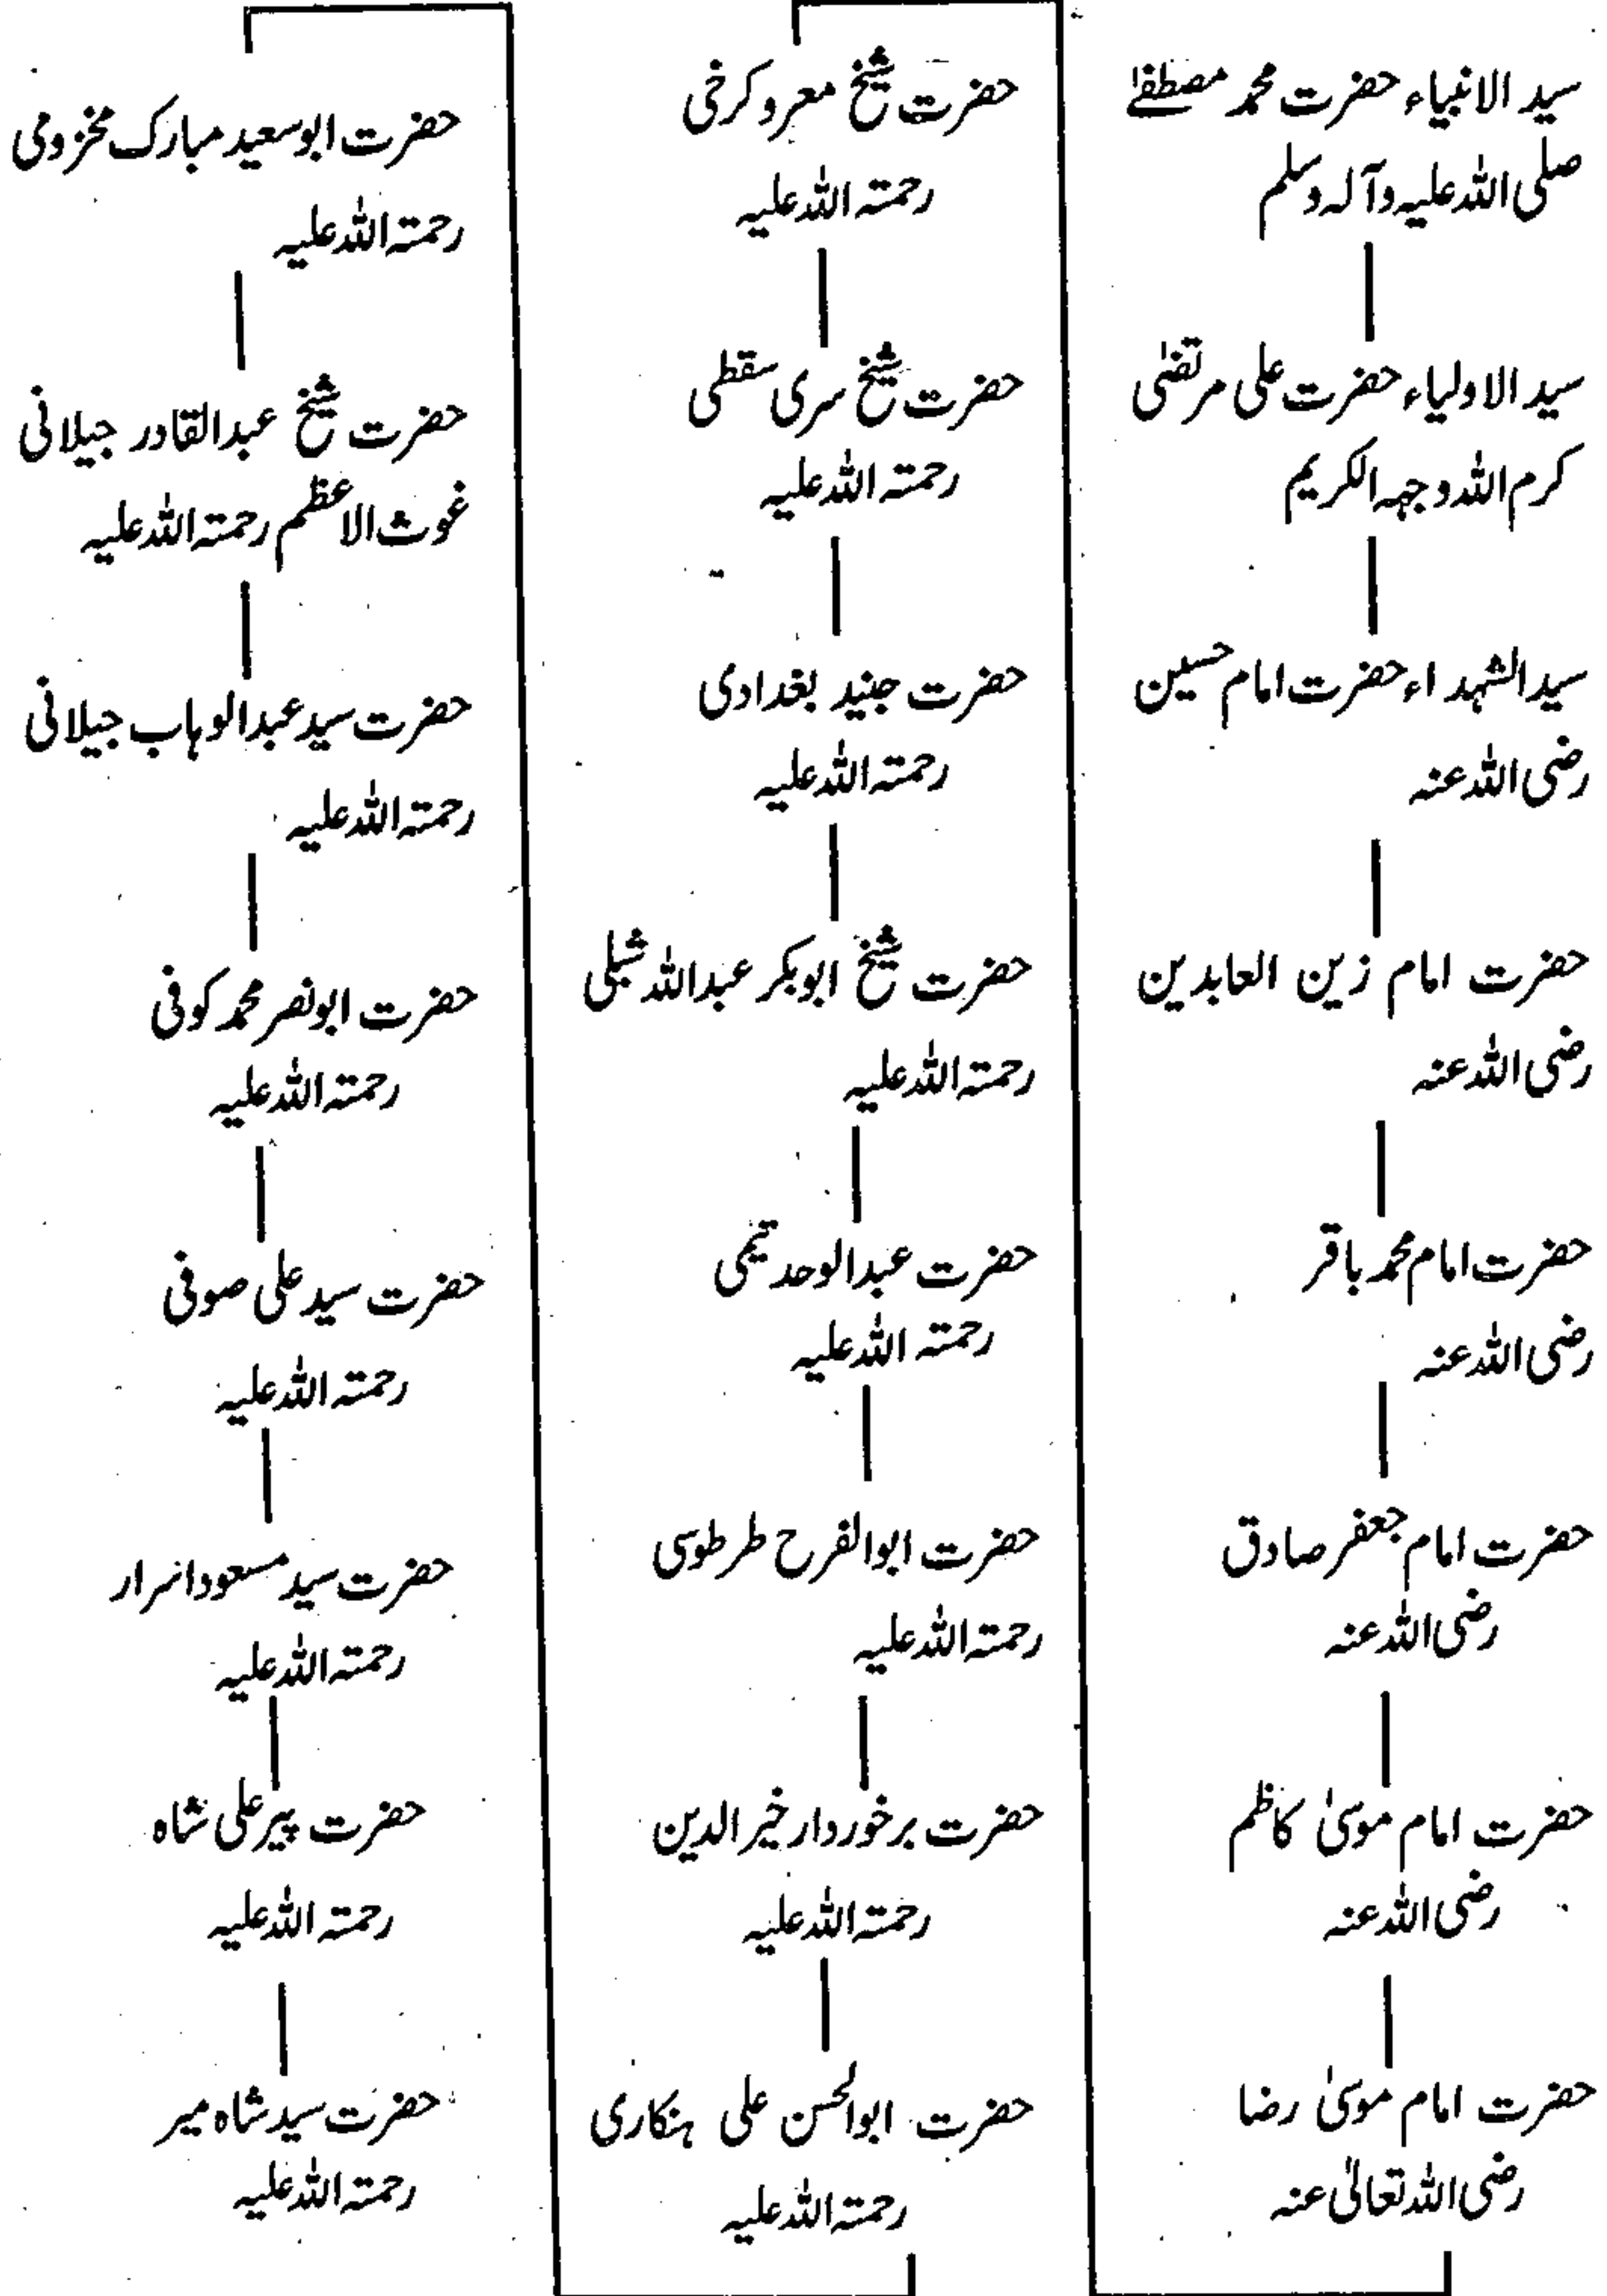 سید الانبیاء حضرت محمد مصطفےٰ
صلی اللہ علیہ وآلہ وسلم
سید الاولیاء حضرت علی مرتضیٰ
کرم اللہ وجہہ الکریم
سید الشہداء حضرت امام حسین
رضی اللہ عنہ
حضرت امام زین العابدین
رضی اللہ عنہ
حضرت امام محمد باقر
رضی اللہ عنہ
حضرت امام جعفر صادق
رضی اللہ عنہ
حضرت امام موسیٰ کاظم
رضی اللہ عنہ
حضرت امام موسیٰ رضا
رضی اللہ تعالیٰ عنہ
حضرت شیخ معرو کرخی
رحمتہ اللہ علیہ
حضرت شیخ سری سقطی
رحمتہ اللہ علیہ
حضرت جنید بغدادی
رحمتہ اللہ علیہ
حضرت شیخ ابوبکر عبداللہ شبلی
رحمتہ اللہ علیہ
حضرت عبدالوحد تیمی
رحمتہ اللہ علیہ
حضرت ابوالفرح طرطوسی
رحمتہ اللہ علیہ
حضرت برخوردار خیر الدین
رحمتہ اللہ علیہ
حضرت ابوالحسن علی ہنکاری
رحمتہ اللہ علیہ
حضرت ابوسعید مبارک مخزومی
رحمتہ اللہ علیہ
حضرت شیخ عبدالقادر جیلانی
غوث الاعظم رحمتہ اللہ علیہ
حضرت سید عبدالوہاب جیلانی
رحمتہ اللہ علیہ
حضرت ابونصر محمد کوفی
رحمتہ اللہ علیہ
حضرت سید علی صوفی
رحمتہ اللہ علیہ
حضرت سید مسعود اسرار
رحمتہ اللہ علیہ
حضرت پیر علی شاہ
رحمتہ اللہ علیہ
حضرت سید شاہ میر
رحمتہ اللہ علیہ